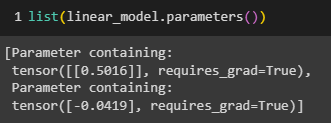 1 list(linear_model.parameters())
[Parameter containing:
 tensor([[0.5016]], requires_grad=True),
 Parameter containing:
 tensor([-0.0419], requires_grad=True)]